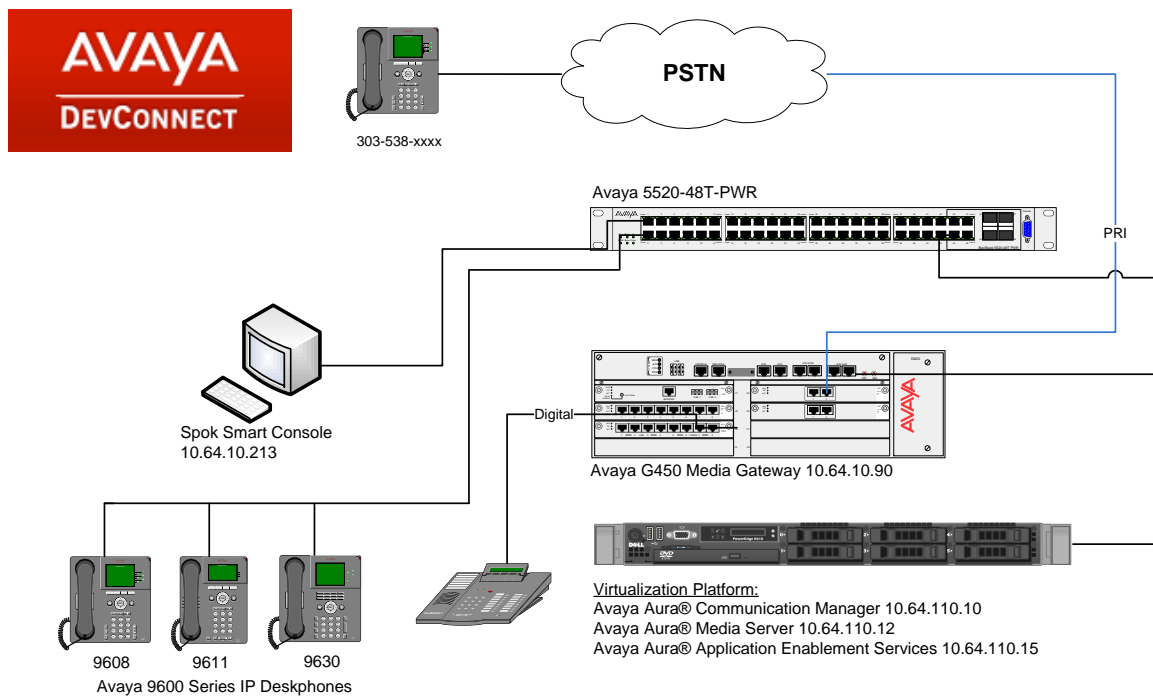 AVAYA
DEVCONNECT
303-538-xxxx
PSTN
PRI
Avaya 5520-48T-PWR
AVAYA
Spok Smart Console
10.64.10.213
Digital
AVAYA
Avaya G450 Media Gateway 10.64.10.90
DELL
DVD
Virtualization Platform:
Avaya Aura® Communication Manager 10.64.110.10
Avaya Aura® Media Server 10.64.110.12
Avaya Aura® Application Enablement Services 10.64.110.15
9608
9611
9630
Avaya 9600 Series IP Deskphones